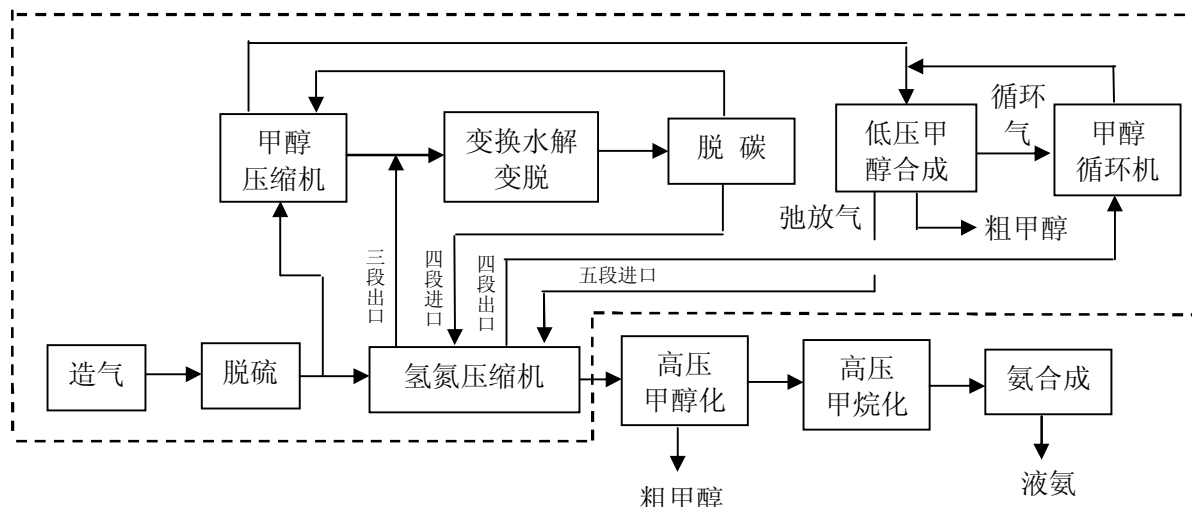 甲醇
压缩机
变换水解
变脱
脱 碳
低压甲
醇合成
循环
气
甲醇
循环机
弛放气
粗甲醇
三段出口
四段进口
四段出口
五段进口
造气
脱硫
氢氮压缩机
高压
甲醇化
高压
甲烷化
氨合成
粗甲醇
液氨